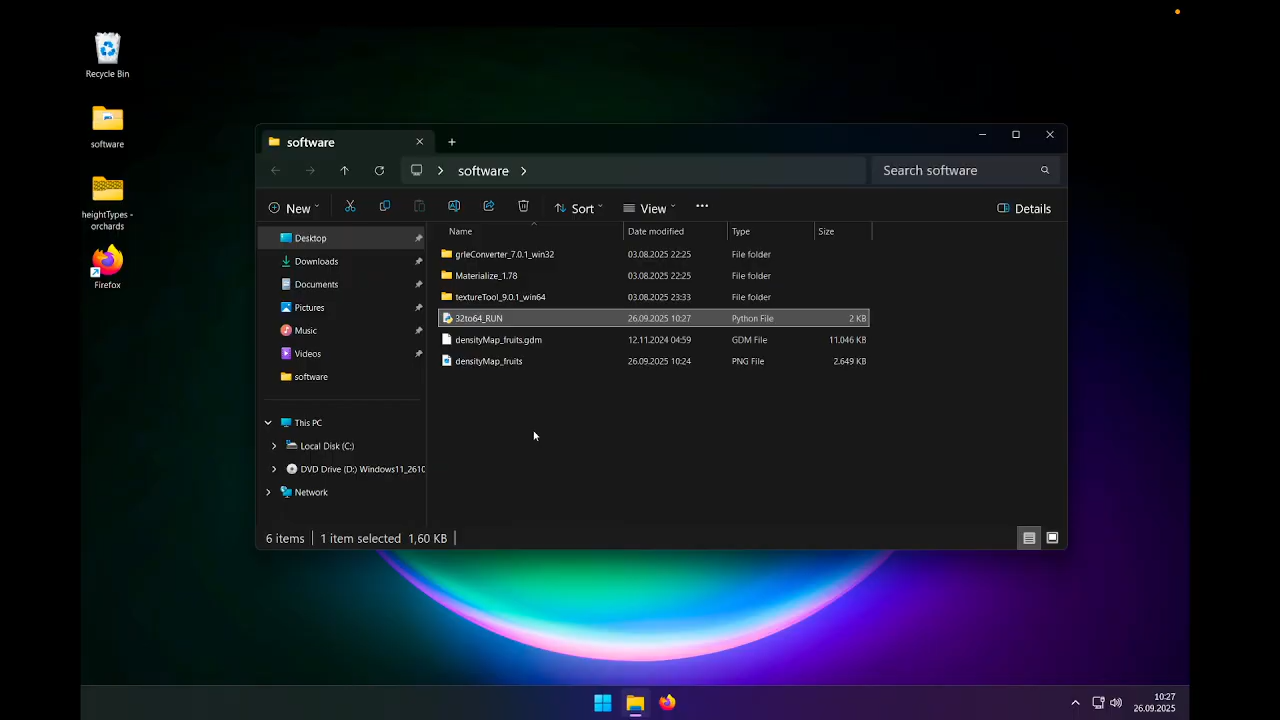 Recycle Bin
software
heightTypes -
orchards
Firefox
software
software
Search software
New
Sort
View
Details
Name
Date modified
Type
Size
Desktop
Downloads
Documents
Pictures
Music
Videos
software
This PC
Local Disk (C:)
DVD Drive (D:) Windows11_2610
Network
grleConverter_7.0.1_win32 03.08.2025 22:25 File folder
Materialize_1.78 03.08.2025 22:25 File folder
textureTool_9.0.1_win64 03.08.2025 23:33 File folder
32to64_RUN 26.09.2025 10:27 Python File 2 KB
densityMap_fruits.gdm 12.11.2024 04:59 GDM File 11.046 KB
densityMap_fruits 26.09.2025 10:24 PNG File 2.649 KB
6 items 1 item selected 1,60 KB
10:27
26.09.2025